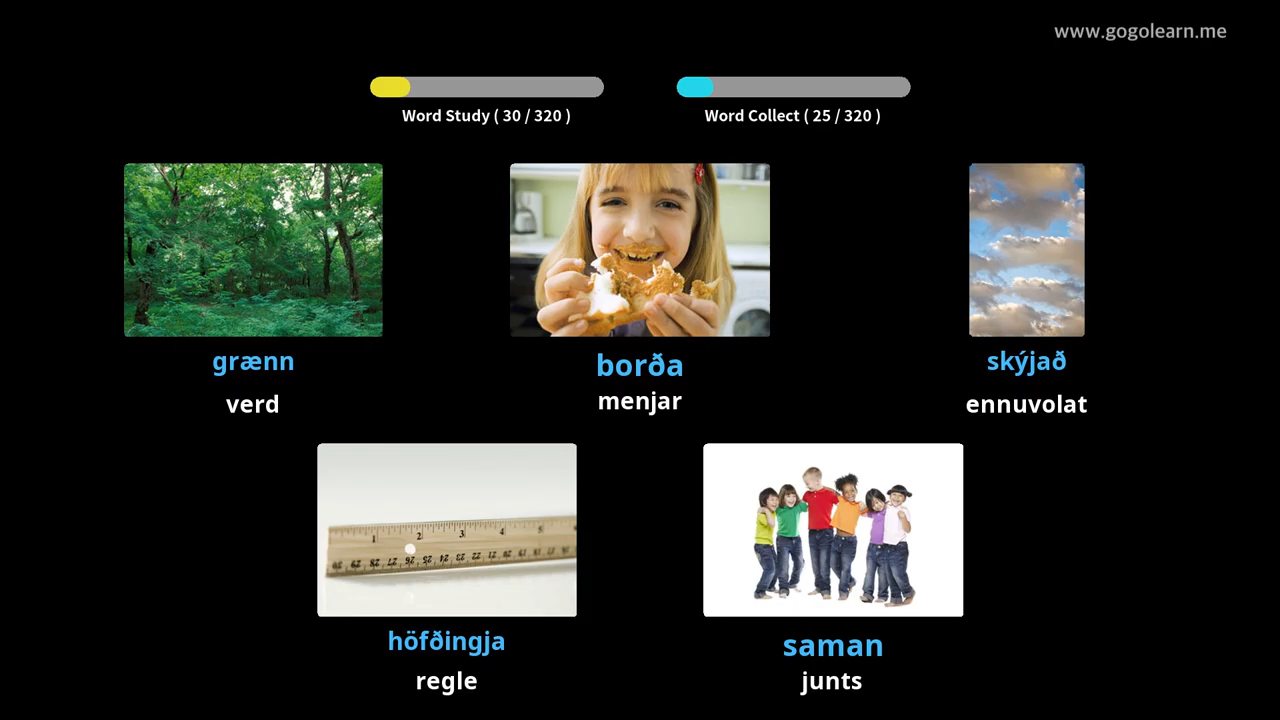 www.gogolearn.me
Word Study ( 30 / 320 )
Word Collect ( 25 / 320 )
grænn
verd
borða
menjar
skýjað
ennuvolat
höfðingja
regle
saman
junts